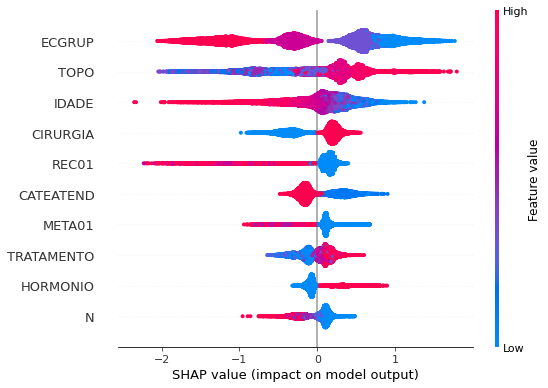 High
ECGRUP
TOPO
IDADE
CIRURGIA
REC01
CATEATEND
META01
TRATAMENTO
HORMONIO
N
Feature value
Low
−2 −1 0 1
SHAP value (impact on model output)